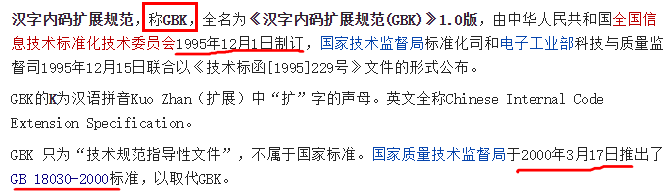 汉字内码扩展规范，称GBK，全名为《汉字内码扩展规范(GBK)》1.0版，由中华人民共和国全国信
息技术标准化技术委员会1995年12月1日制订，国家技术监督局标准化司和电子工业部科技与质量监
督司1995年12月15日联合以《技术标函[1995]229号》文件的形式公布。
GBK的K为汉语拼音Kuo Zhan（扩展）中“扩”字的声母。英文全称Chinese Internal Code
Extension Specification。
GBK 只为“技术规范指导性文件”，不属于国家标准。国家质量技术监督局于2000年3月17日推出了
GB 18030-2000标准，以取代GBK。